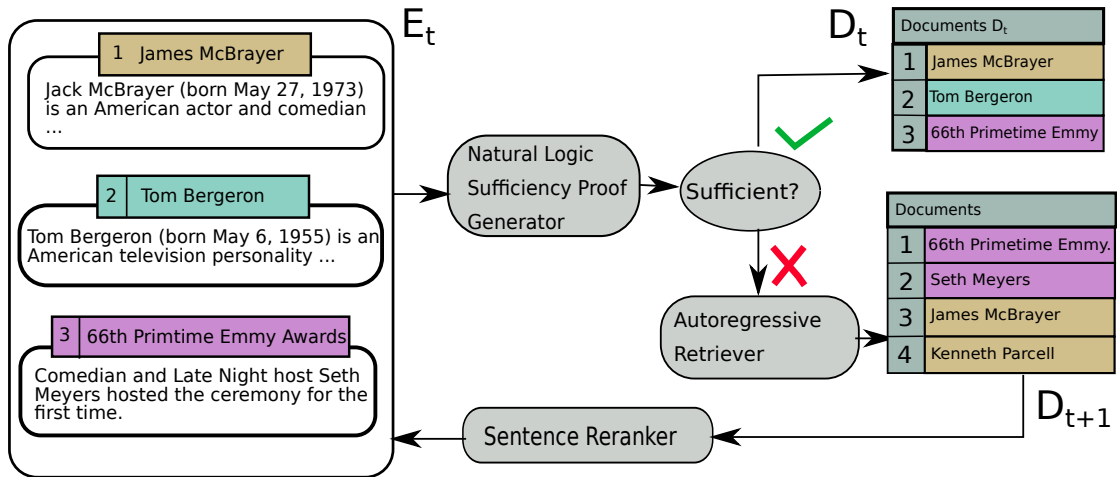 E_t
1 James McBrayer
Jack McBrayer (born May 27, 1973)
is an American actor and comedian
...
2 Tom Bergeron
Tom Bergeron (born May 6, 1955) is an
American television personality ...
3 66th Primtime Emmy Awards
Comedian and Late Night host Seth
Meyers hosted the ceremony for the
first time.
Natural Logic
Sufficiency Proof
Generator
Sufficient?
D_t
Documents D_t
1 James McBrayer
2 Tom Bergeron
3 66th Primetime Emmy
Autoregressive
Retriever
Documents
1 66th Primetime Emmy.
2 Seth Meyers
3 James McBrayer
4 Kenneth Parcell
D_t+1
Sentence Reranker